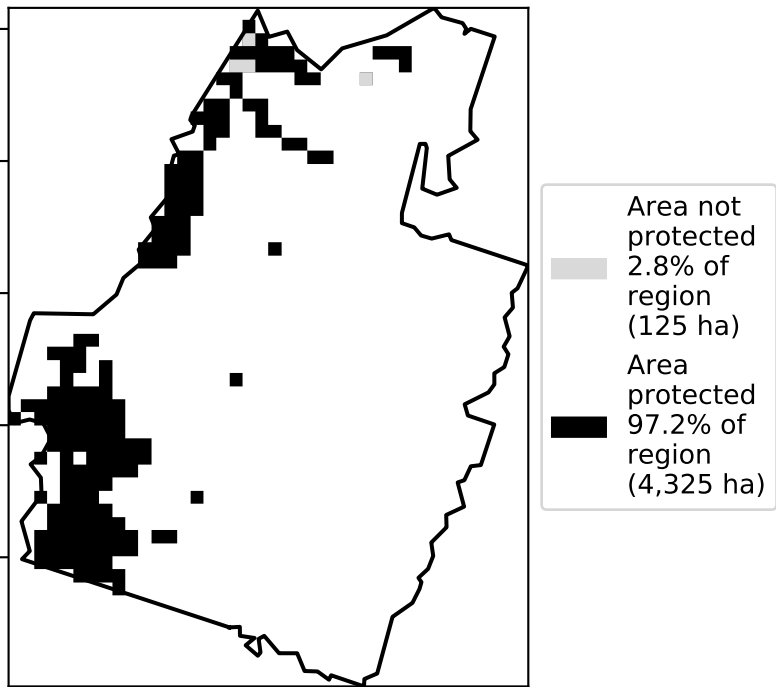 Area not
protected
2.8% of
region
(125 ha)
Area
protected
97.2% of
region
(4,325 ha)